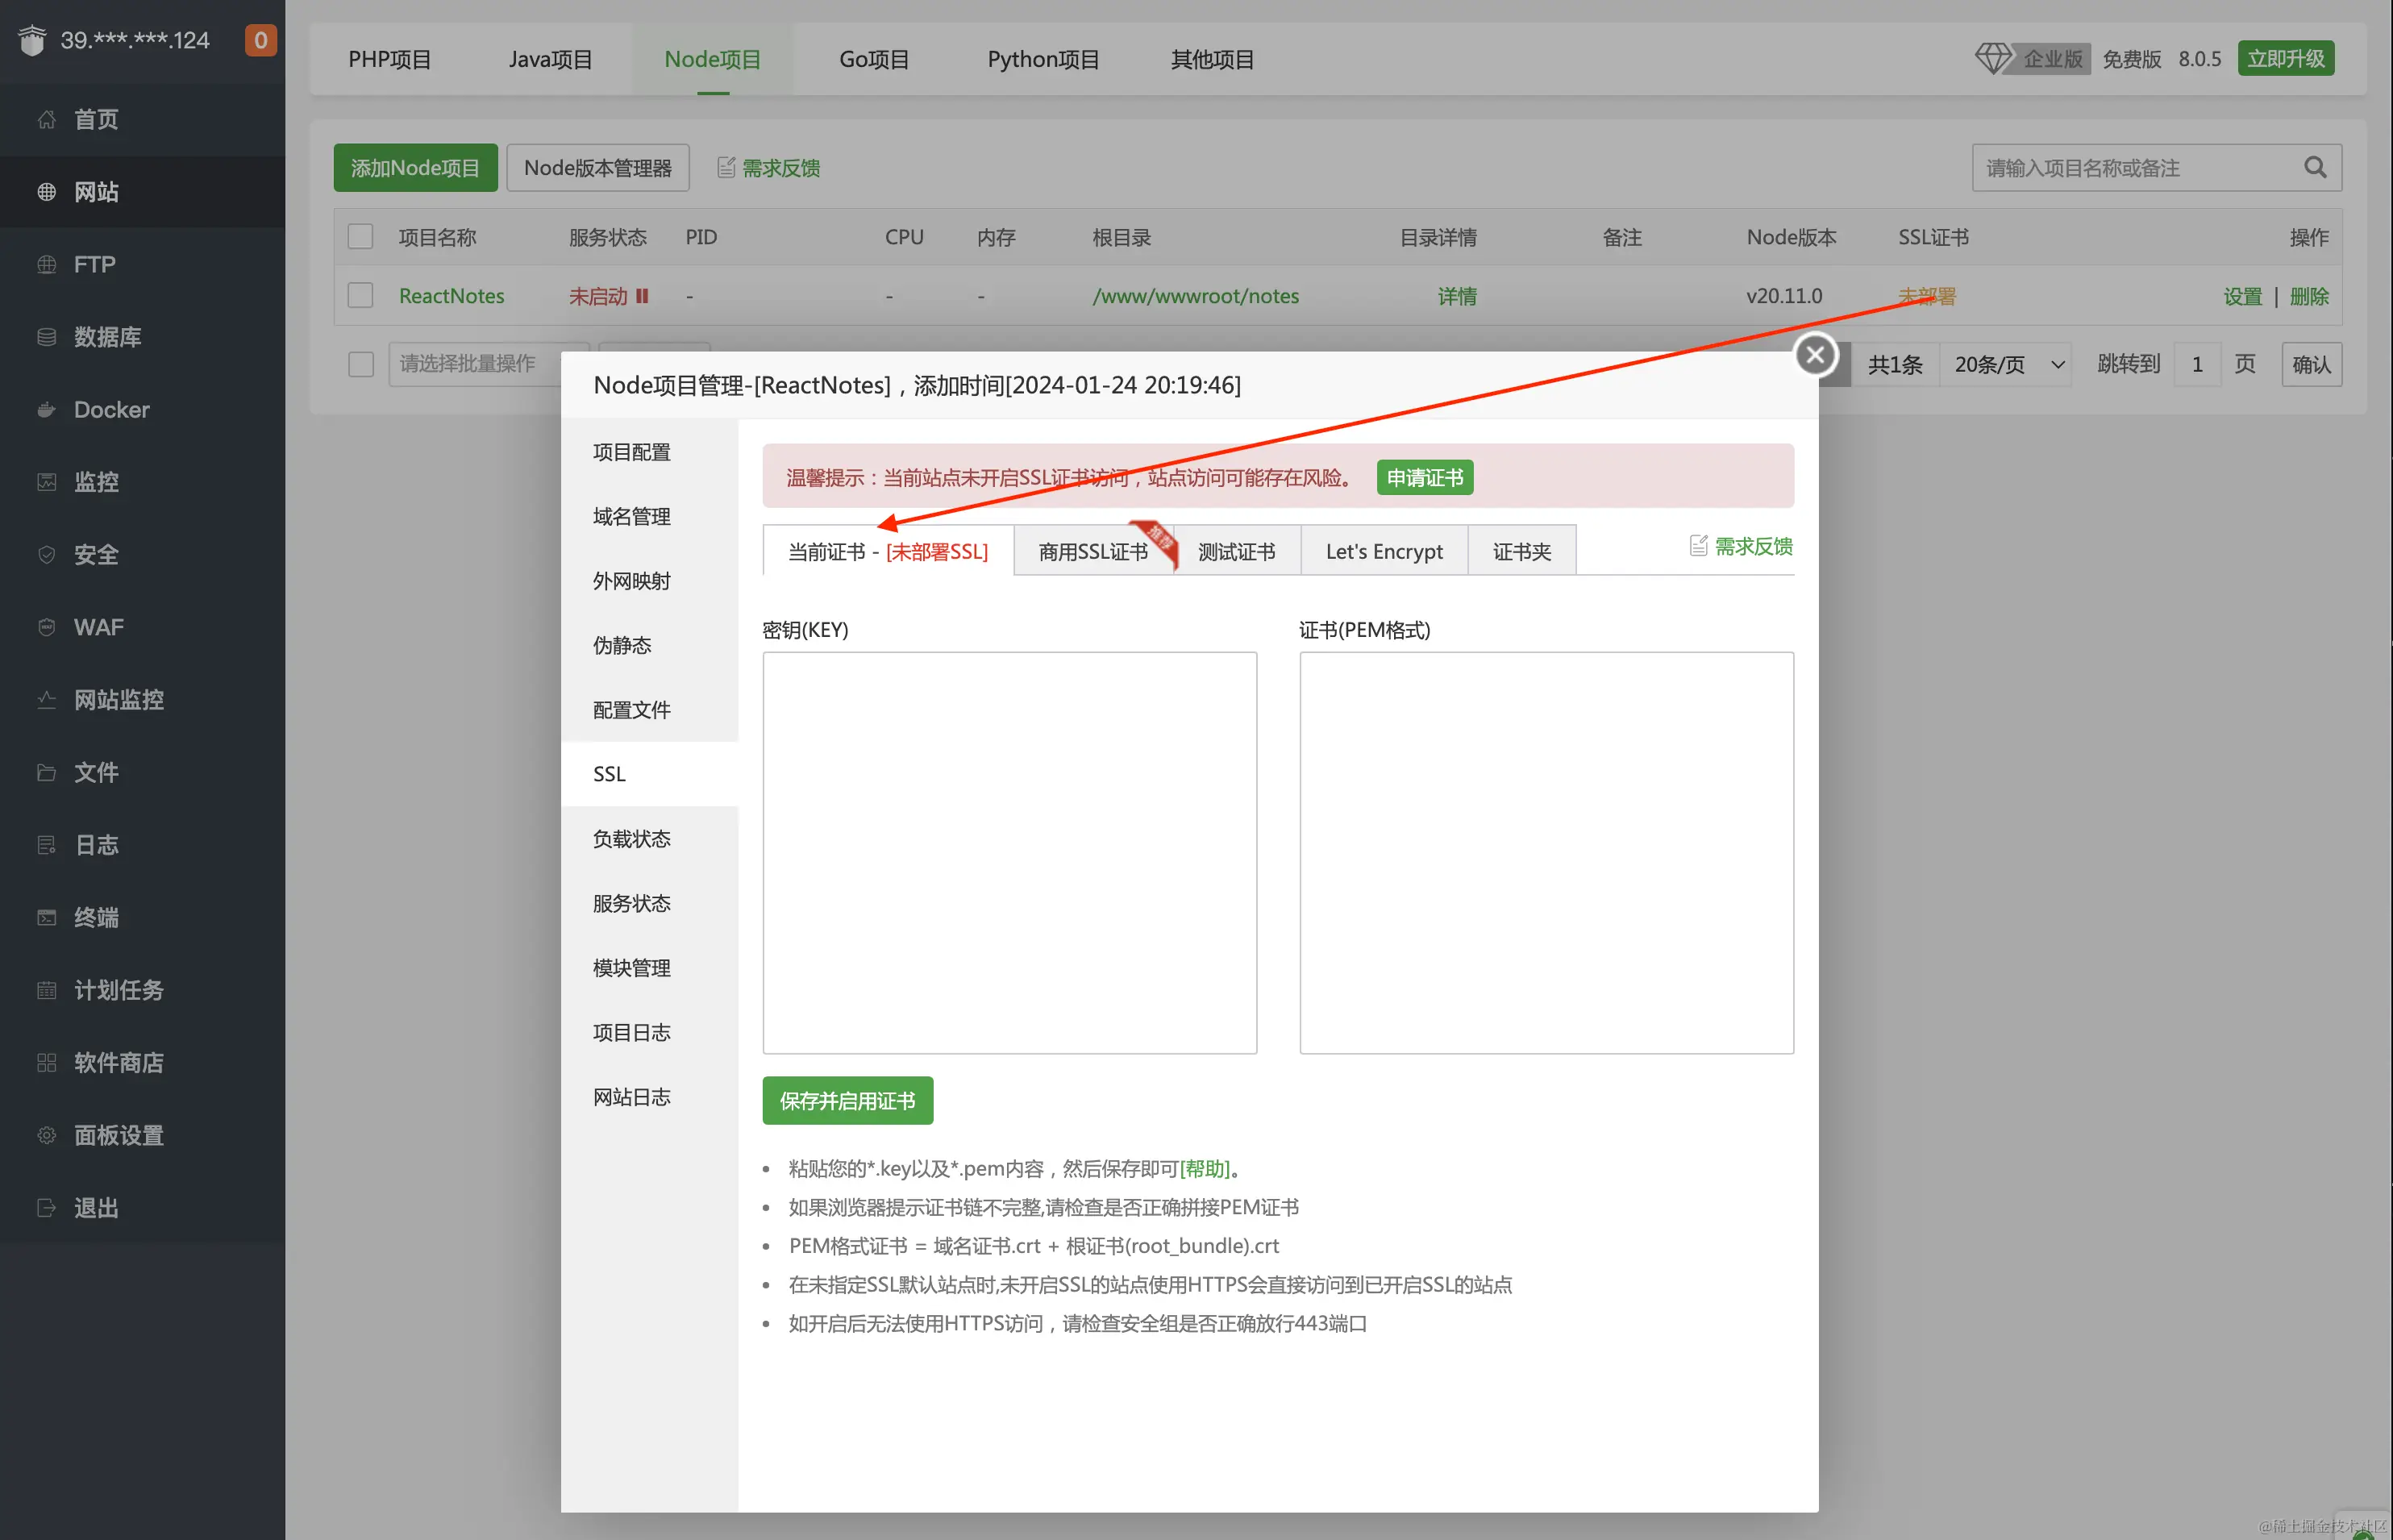 39.***.***.124 0
首页
网站
FTP
数据库
Docker
监控
安全
WAF
网站监控
文件
日志
终端
计划任务
软件商店
面板设置
退出
PHP项目 Java项目 Node项目 Go项目 Python项目 其他项目 企业版 免费版 8.0.5 立即升级
添加Node项目 Node版本管理器 需求反馈 请输入项目名称或备注
项目名称 服务状态 PID CPU 内存 根目录 目录详情 备注 Node版本 SSL证书 操作
ReactNotes 未启动 - - - /www/wwwroot/notes 详情 v20.11.0 未部署 设置 | 删除
请选择批量操作 共1条 20条/页 跳转到 1 页 确认
Node项目管理-[ReactNotes]，添加时间[2024-01-24 20:19:46]
项目配置
域名管理
外网映射
伪静态
配置文件
SSL
负载状态
服务状态
模块管理
项目日志
网站日志
温馨提示：当前站点未开启SSL证书访问，站点访问可能存在风险。 申请证书
当前证书 - [未部署SSL] 商用SSL证书 推荐 测试证书 Let's Encrypt 证书夹 需求反馈
密钥(KEY) 证书(PEM格式)
保存并启用证书
• 粘贴您的*.key以及*.pem内容，然后保存即可[帮助]。
• 如果浏览器提示证书链不完整,请检查是否正确拼接PEM证书
• PEM格式证书 = 域名证书.crt + 根证书(root_bundle).crt
• 在未指定SSL默认站点时,未开启SSL的站点使用HTTPS会直接访问到已开启SSL的站点
• 如开启后无法使用HTTPS访问，请检查安全组是否正确放行443端口
@稀土掘金技术社区